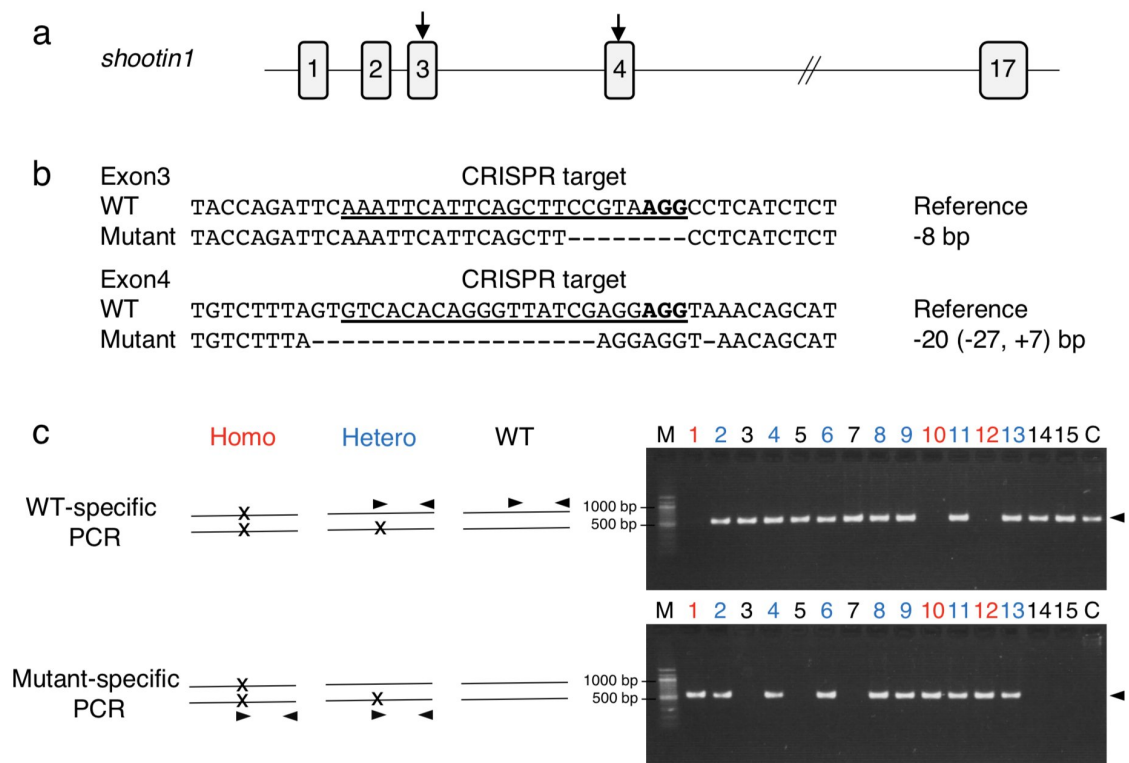 a
shootin1
1 2 3 4 17
b
Exon3 CRISPR target
WT TACCAGATTCAAATTCATTCAGCTTCCGTAAGGCCTCATCTCT Reference
Mutant TACCAGATTCAAATTCATTCAGCTT--------CCTCATCTCT -8 bp
Exon4 CRISPR target
WT TGTCTTTAGTGTCACACAGGGTTATCGAGGAGGTAAACAGCAT Reference
Mutant TGTCTTTA-------------------AGGAGGT-AACAGCAT -20 (-27, +7) bp
c
Homo Hetero WT
M 1 2 3 4 5 6 7 8 9 10 11 12 13 14 15 C
WT-specific
PCR
X
X
X
1000 bp
500 bp
M 1 2 3 4 5 6 7 8 9 10 11 12 13 14 15 C
Mutant-specific
PCR
X
X
X
1000 bp
500 bp